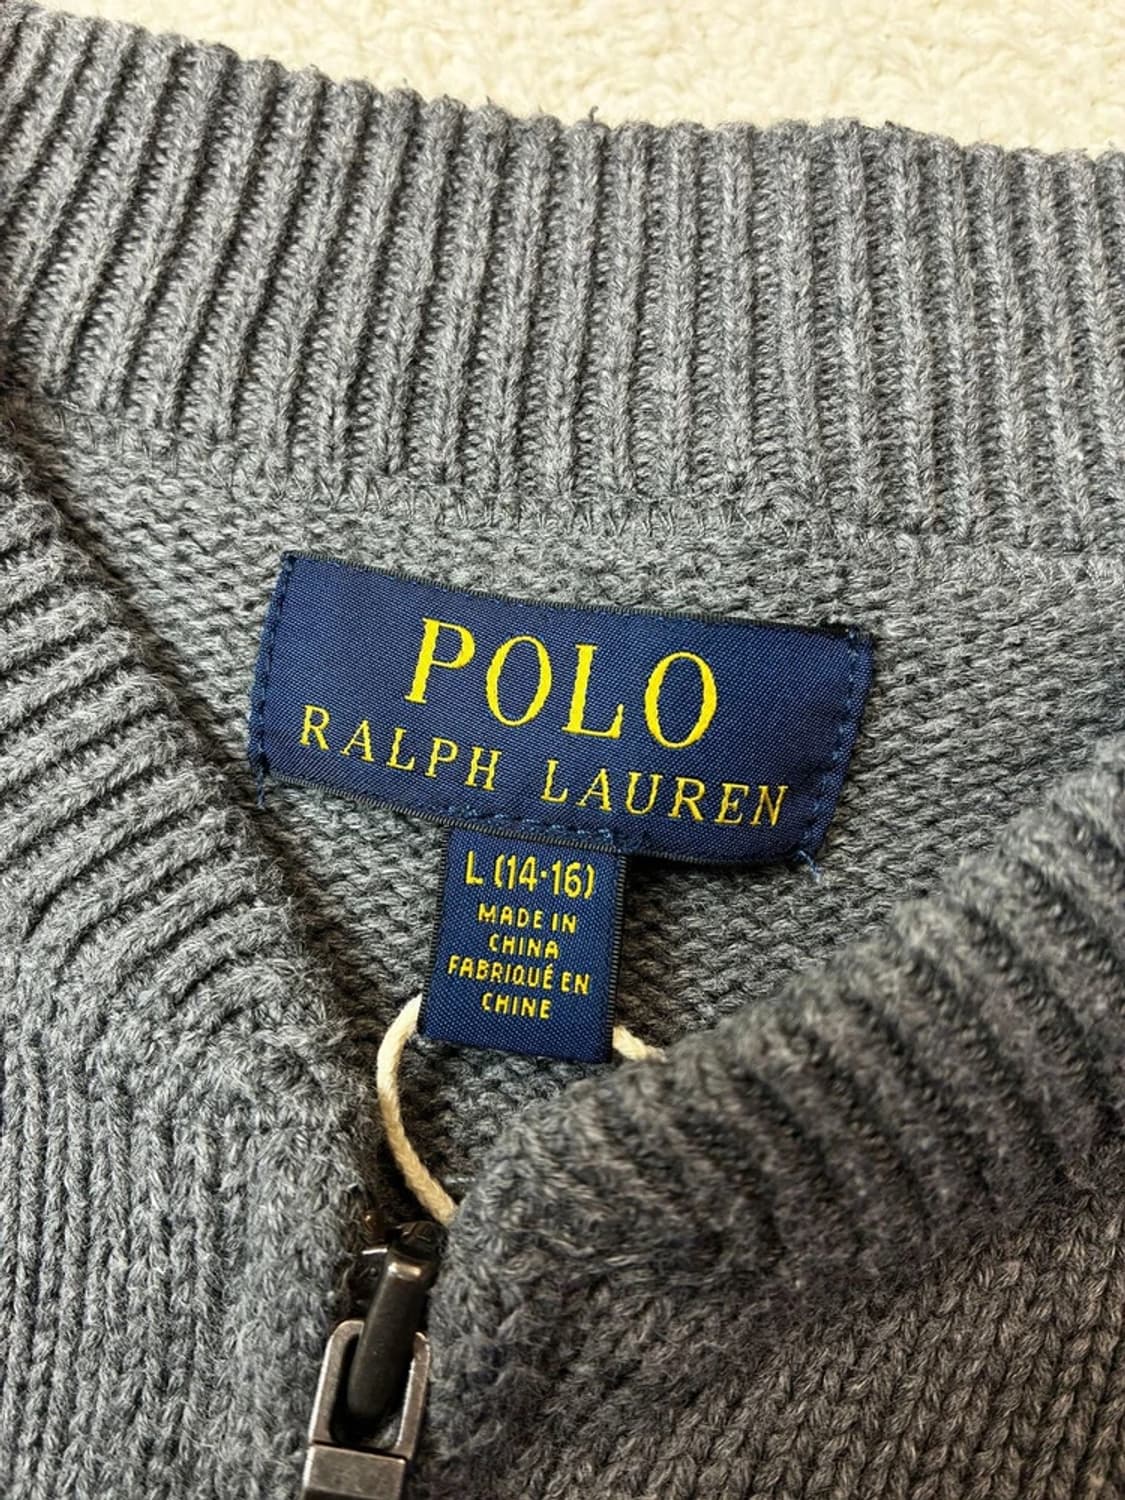 POLO
RALPH LAUREN
L (14·16)
MADE IN
CHINA
FABRIQUÉ EN
CHINE